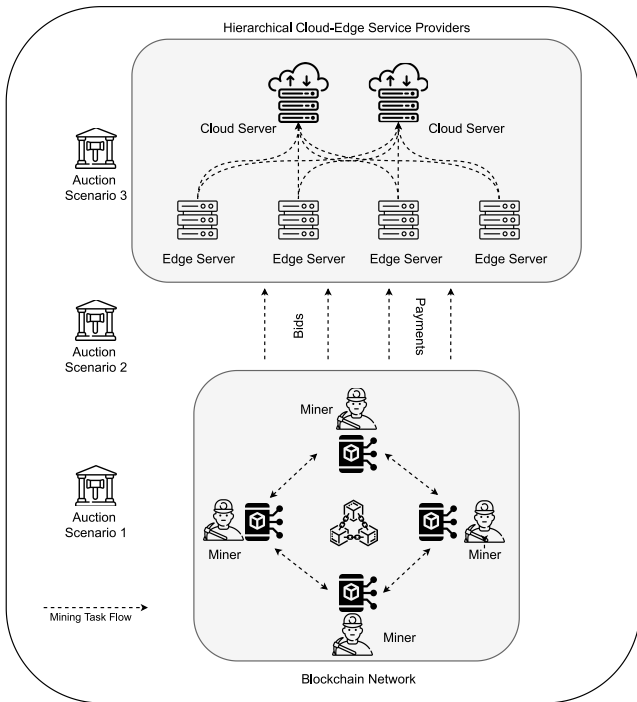 Hierarchical Cloud-Edge Service Providers
Cloud Server
Cloud Server
Auction
Scenario 3
Edge Server
Edge Server
Edge Server
Edge Server
Bids
Payments
Auction
Scenario 2
Miner
Auction
Scenario 1
Miner
Miner
Mining Task Flow
Miner
Blockchain Network